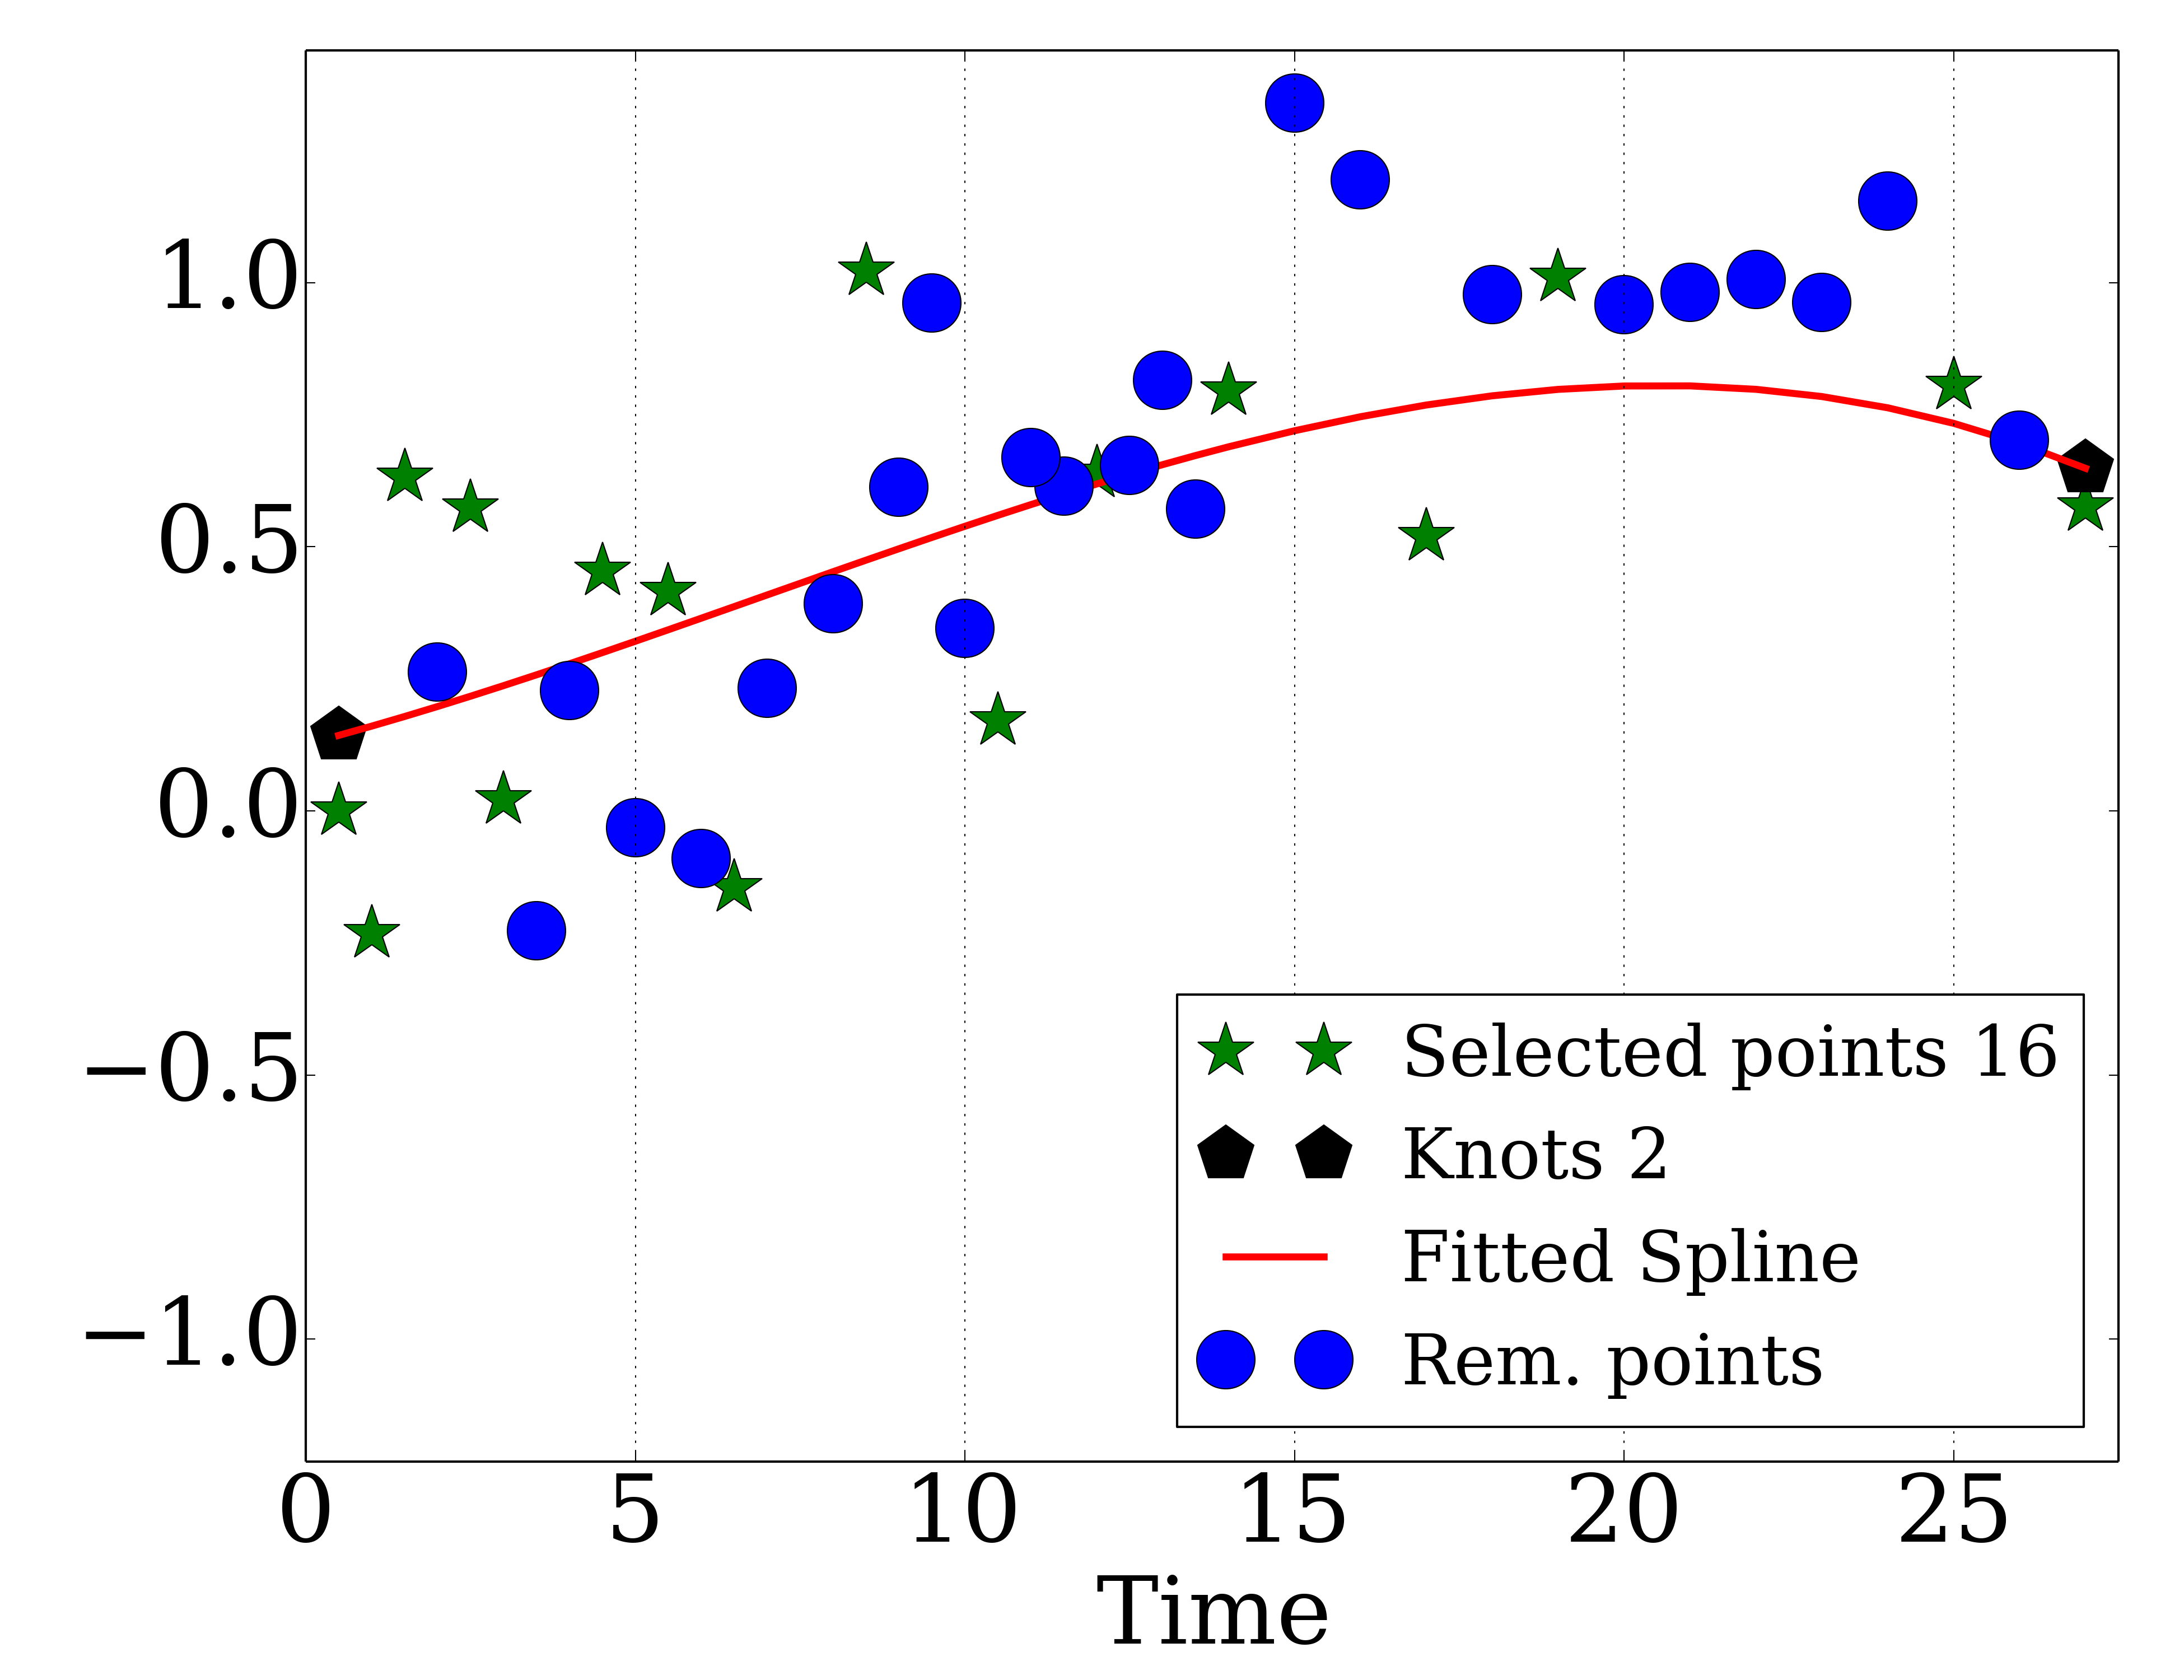 1.0
0.5
0.0
−0.5
−1.0
Selected points 16
Knots 2
Fitted Spline
Rem. points
0 5 10 15 20 25
Time